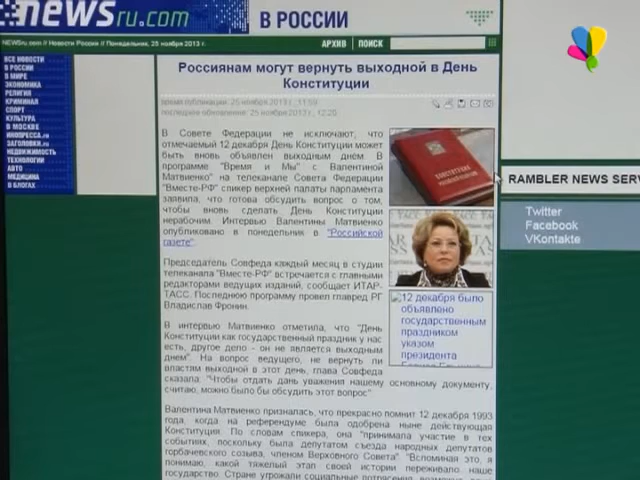 NEWSru.com
В РОССИИ
NEWSru.com // Новости России // Понедельник, 25 ноября 2013 г.
АРХИВ
ПОИСК
ВСЕ НОВОСТИ
В РОССИИ
В МИРЕ
ЭКОНОМИКА
РЕЛИГИЯ
КРИМИНАЛ
СПОРТ
КУЛЬТУРА
В МОСКВЕ
ИНОПРЕССА.ru
ЗАГОЛОВКИ.ru
НЕДВИЖИМОСТЬ
ТЕХНОЛОГИИ
АВТО
МЕДИЦИНА
В БЛОГАХ
Россиянам могут вернуть выходной в День
Конституции
время публикации: 25 ноября 2013 г., 11:59
последнее обновление: 25 ноября 2013 г., 12:26
В Совете Федерации не исключают, что
отмечаемый 12 декабря День Конституции может
быть вновь объявлен выходным днем. В
программе "Время и Мы" с Валентиной
Матвиенко" на телеканале Совета Федерации
"Вместе-РФ" спикер верхней палаты парламента
заявила, что готова обсудить вопрос о том,
чтобы вновь сделать День Конституции
нерабочим. Интервью Валентины Матвиенко
опубликовано в понедельник в "Российской
газете".
Председатель Совфеда каждый месяц в студии
телеканала "Вместе-РФ" встречается с главными
редакторами ведущих изданий, сообщает ИТАР-
ТАСС. Последнюю программу провел главред РГ
Владислав Фронин.
В интервью Матвиенко отметила, что "День
Конституции как государственный праздник у нас
есть, другое дело - он не является выходным
днем". На вопрос ведущего, не вернуть ли
властям выходной в этот день, глава Совфеда
сказала: "Чтобы отдать дань уважения нашему основному документу,
считаю, можно было бы обсудить этот вопрос".
Валентина Матвиенко призналась, что прекрасно помнит 12 декабря 1993
года, когда на референдуме была одобрена ныне действующая
Конституция. По словам спикера, она "принимала участие в тех
событиях, поскольку была депутатом съезда народных депутатов
горбачевского созыва, членом Верховного Совета". "Вспоминая это, я
понимаю, какой тяжелый этап своей истории переживало наше
государство. Стране угрожали социальные потрясения,
КОНСТИТУЦИЯ
12 декабря было
объявлено
государственным
праздником
указом
президента
RAMBLER NEWS SERV
Twitter
Facebook
VKontakte